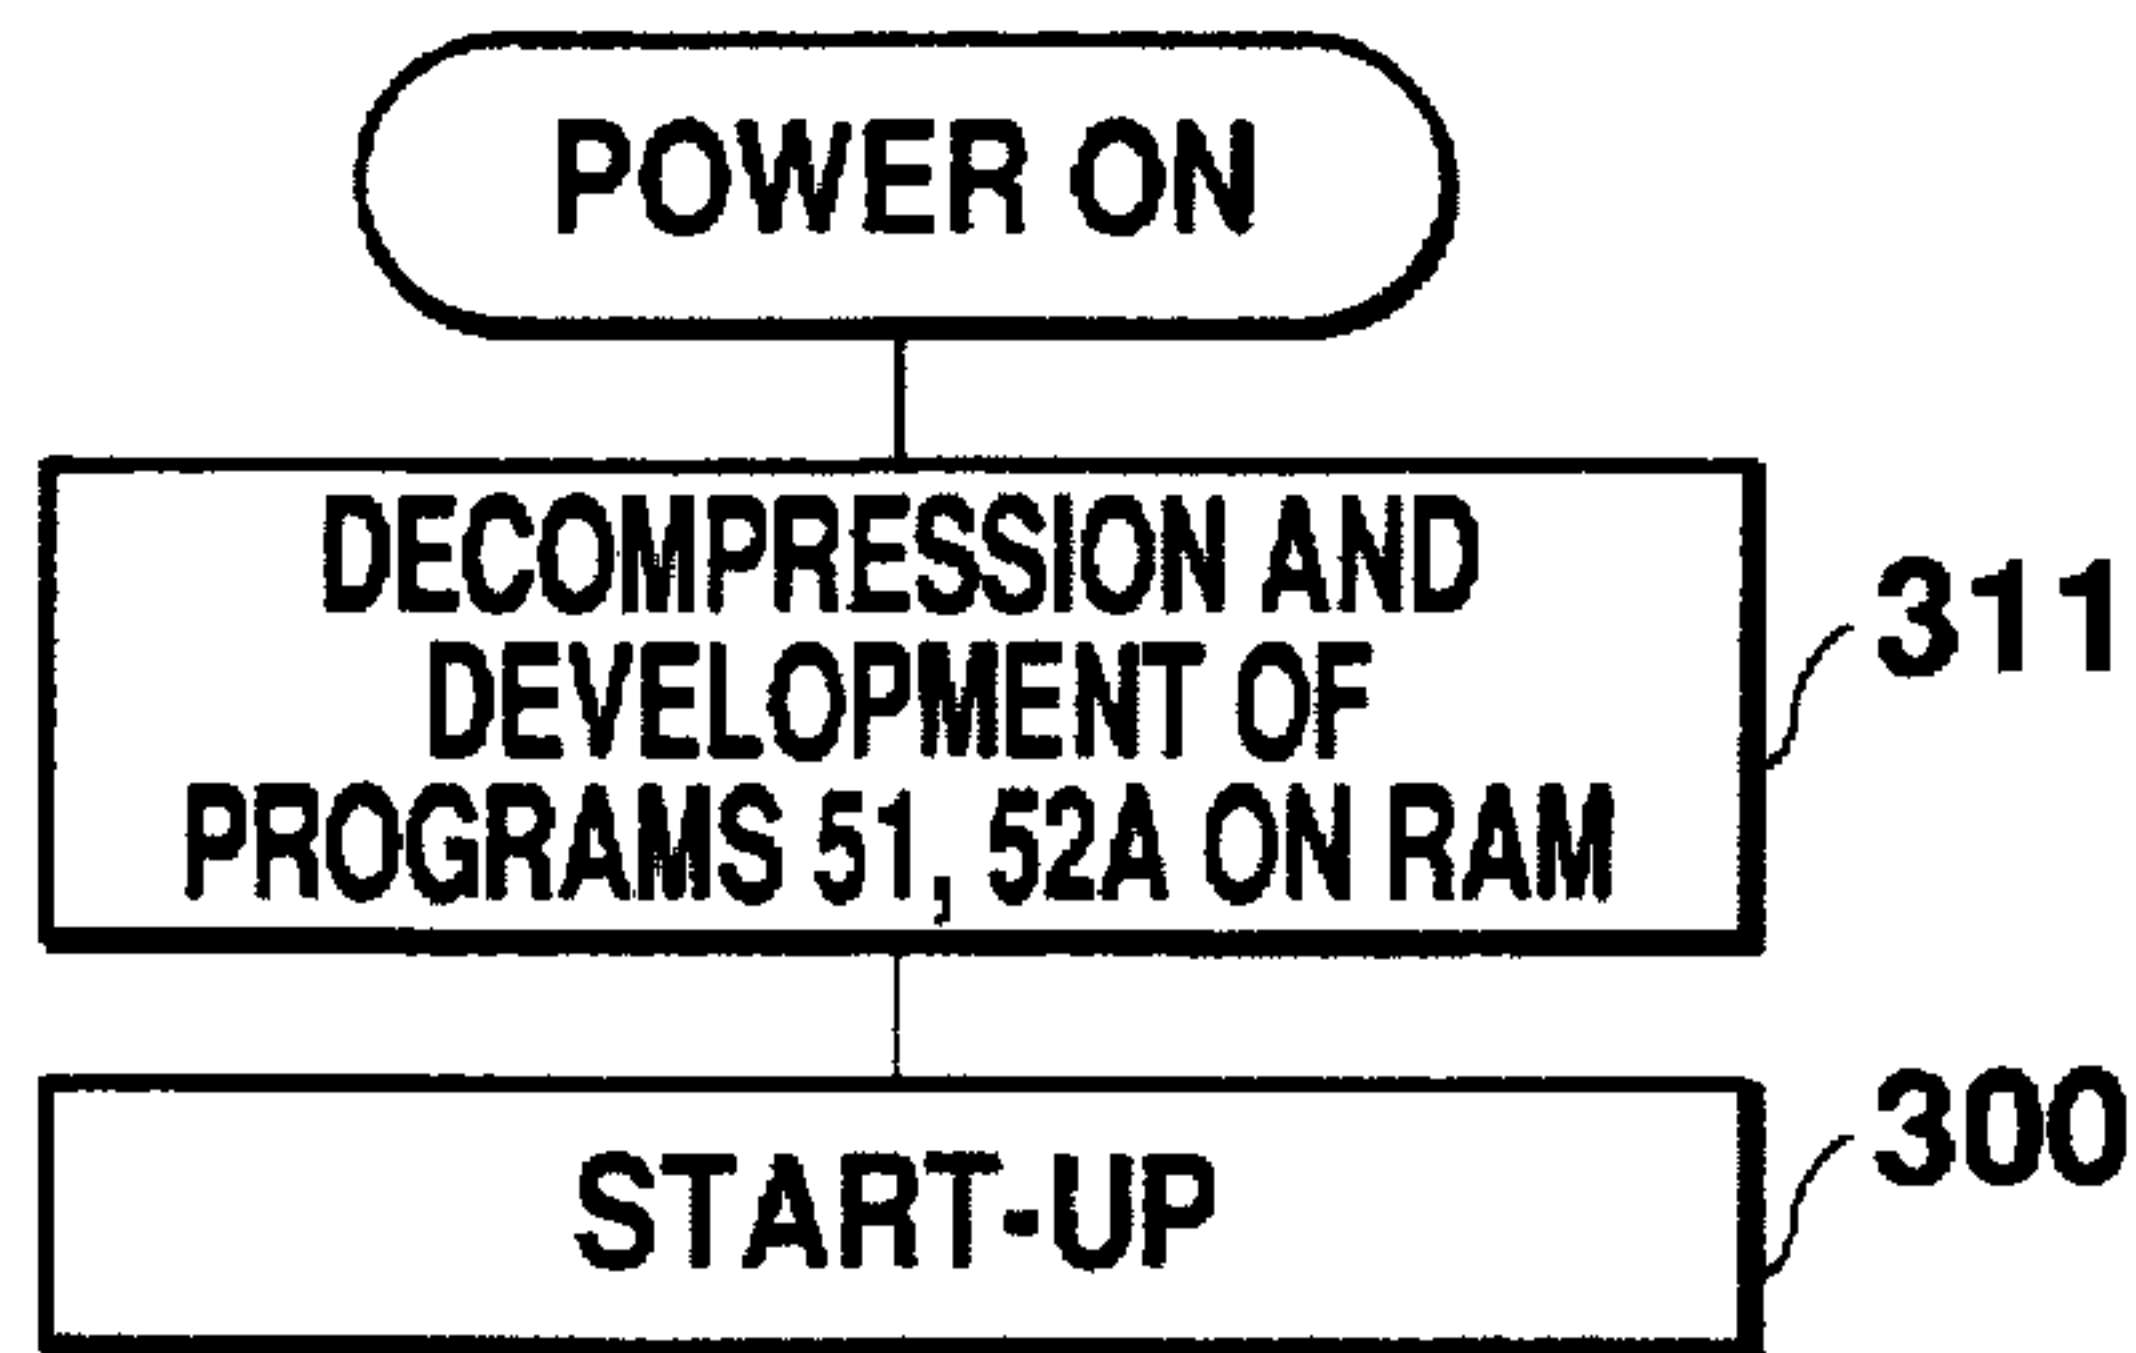 POWER ON
DECOMPRESSION AND
DEVELOPMENT OF
PROGRAMS 51, 52A ON RAM
311
START-UP
300